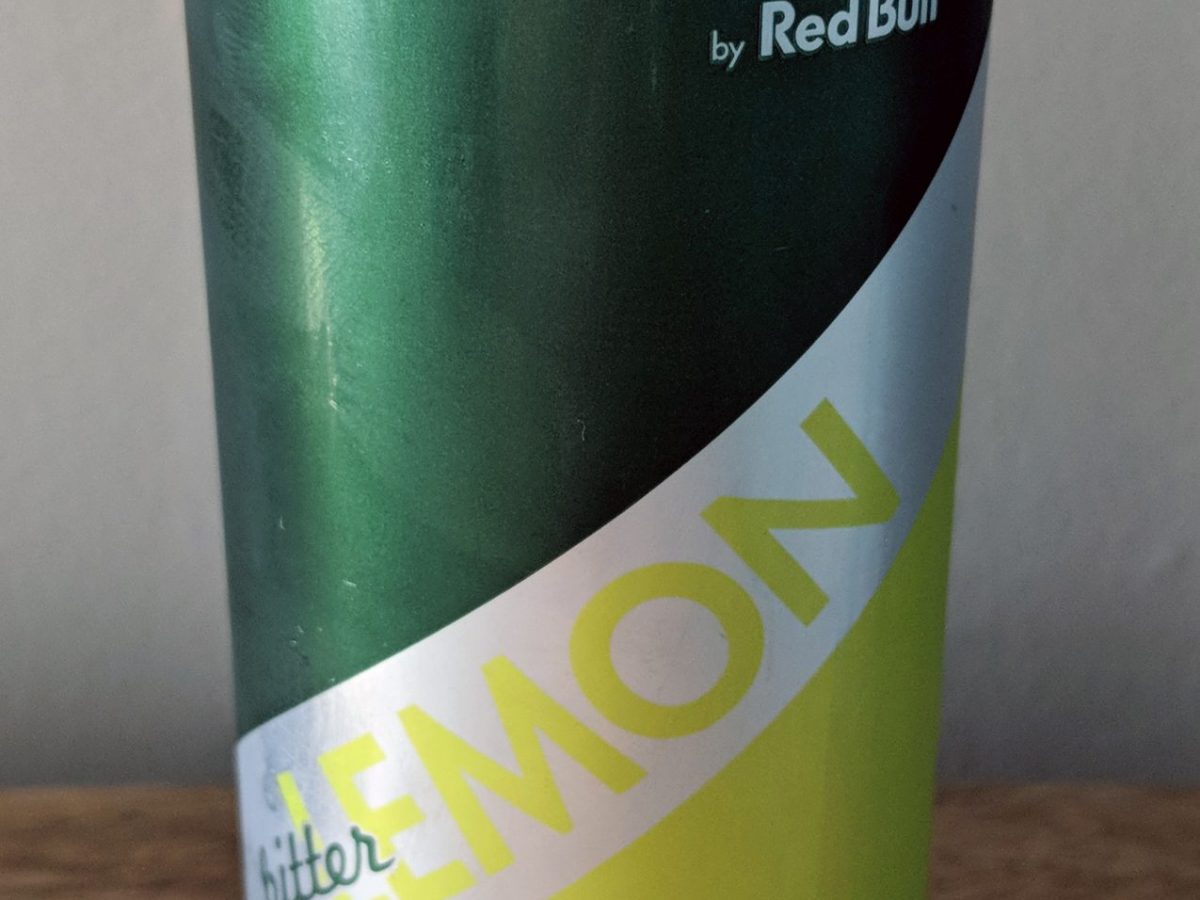 by Red Bull
bitter
LEMON